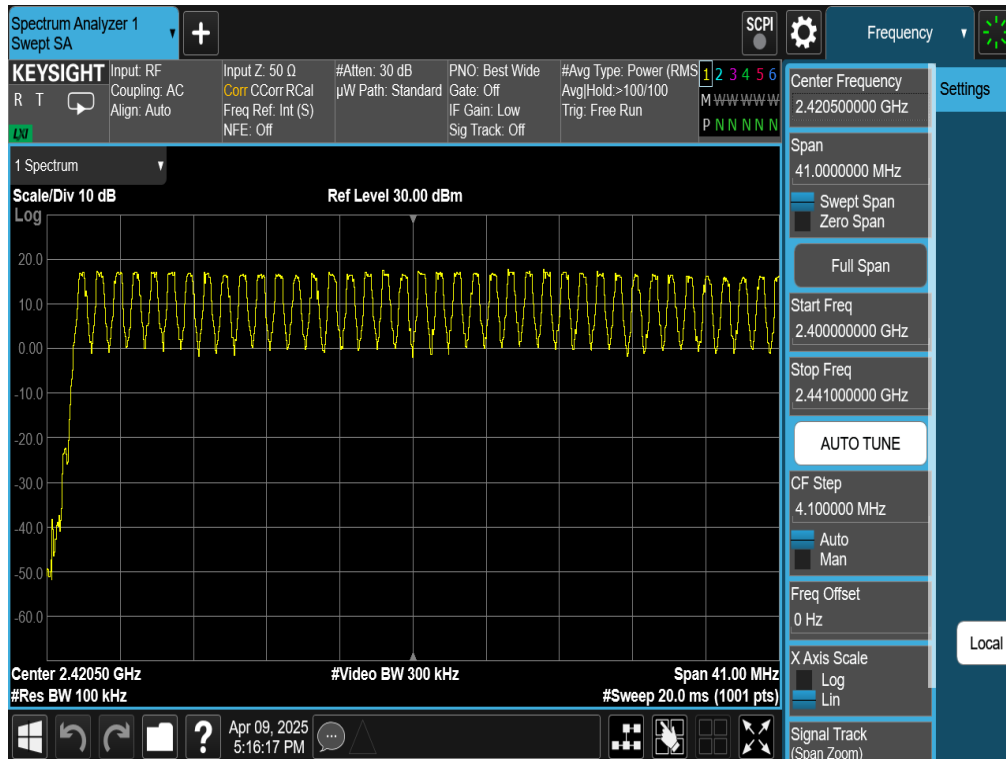 Spectrum Analyzer 1
Swept SA
+
SCPI
Frequency
KEYSIGHT
R T
LXI
Input: RF
Coupling: AC
Align: Auto
Input Z: 50 Ω
Corr CCorr RCal
Freq Ref: Int (S)
NFE: Off
#Atten: 30 dB
µW Path: Standard
PNO: Best Wide
Gate: Off
IF Gain: Low
Sig Track: Off
#Avg Type: Power (RMS
Avg|Hold:>100/100
Trig: Free Run
1 2 3 4 5 6
M W W W W W
P N N N N N
1 Spectrum
Scale/Div 10 dB
Ref Level 30.00 dBm
Log
20.0
10.0
0.00
-10.0
-20.0
-30.0
-40.0
-50.0
-60.0
Center 2.42050 GHz
#Video BW 300 kHz
Span 41.00 MHz
#Res BW 100 kHz
#Sweep 20.0 ms (1001 pts)
?
Apr 09, 2025
5:16:17 PM
Center Frequency
2.420500000 GHz
Span
41.0000000 MHz
Swept Span
Zero Span
Full Span
Start Freq
2.400000000 GHz
Stop Freq
2.441000000 GHz
AUTO TUNE
CF Step
4.100000 MHz
Auto
Man
Freq Offset
0 Hz
X Axis Scale
Log
Lin
Signal Track
(Span Zoom)
Settings
Local